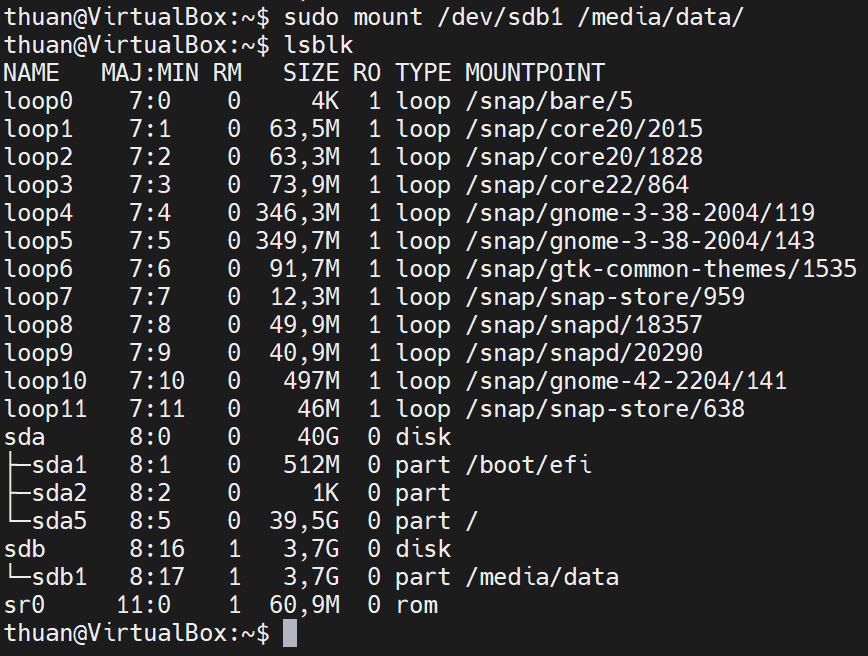 thuan@VirtualBox:~$ sudo mount /dev/sdb1 /media/data/
thuan@VirtualBox:~$ lsblk
NAME   MAJ:MIN RM   SIZE RO TYPE MOUNTPOINT
loop0    7:0    0     4K  1 loop /snap/bare/5
loop1    7:1    0  63,5M  1 loop /snap/core20/2015
loop2    7:2    0  63,3M  1 loop /snap/core20/1828
loop3    7:3    0  73,9M  1 loop /snap/core22/864
loop4    7:4    0 346,3M  1 loop /snap/gnome-3-38-2004/119
loop5    7:5    0 349,7M  1 loop /snap/gnome-3-38-2004/143
loop6    7:6    0  91,7M  1 loop /snap/gtk-common-themes/1535
loop7    7:7    0  12,3M  1 loop /snap/snap-store/959
loop8    7:8    0  49,9M  1 loop /snap/snapd/18357
loop9    7:9    0  40,9M  1 loop /snap/snapd/20290
loop10   7:10   0   497M  1 loop /snap/gnome-42-2204/141
loop11   7:11   0    46M  1 loop /snap/snap-store/638
sda      8:0    0    40G  0 disk
├─sda1   8:1    0   512M  0 part /boot/efi
├─sda2   8:2    0     1K  0 part
└─sda5   8:5    0  39,5G  0 part /
sdb      8:16   1   3,7G  0 disk
└─sdb1   8:17   1   3,7G  0 part /media/data
sr0     11:0    1  60,9M  0 rom
thuan@VirtualBox:~$